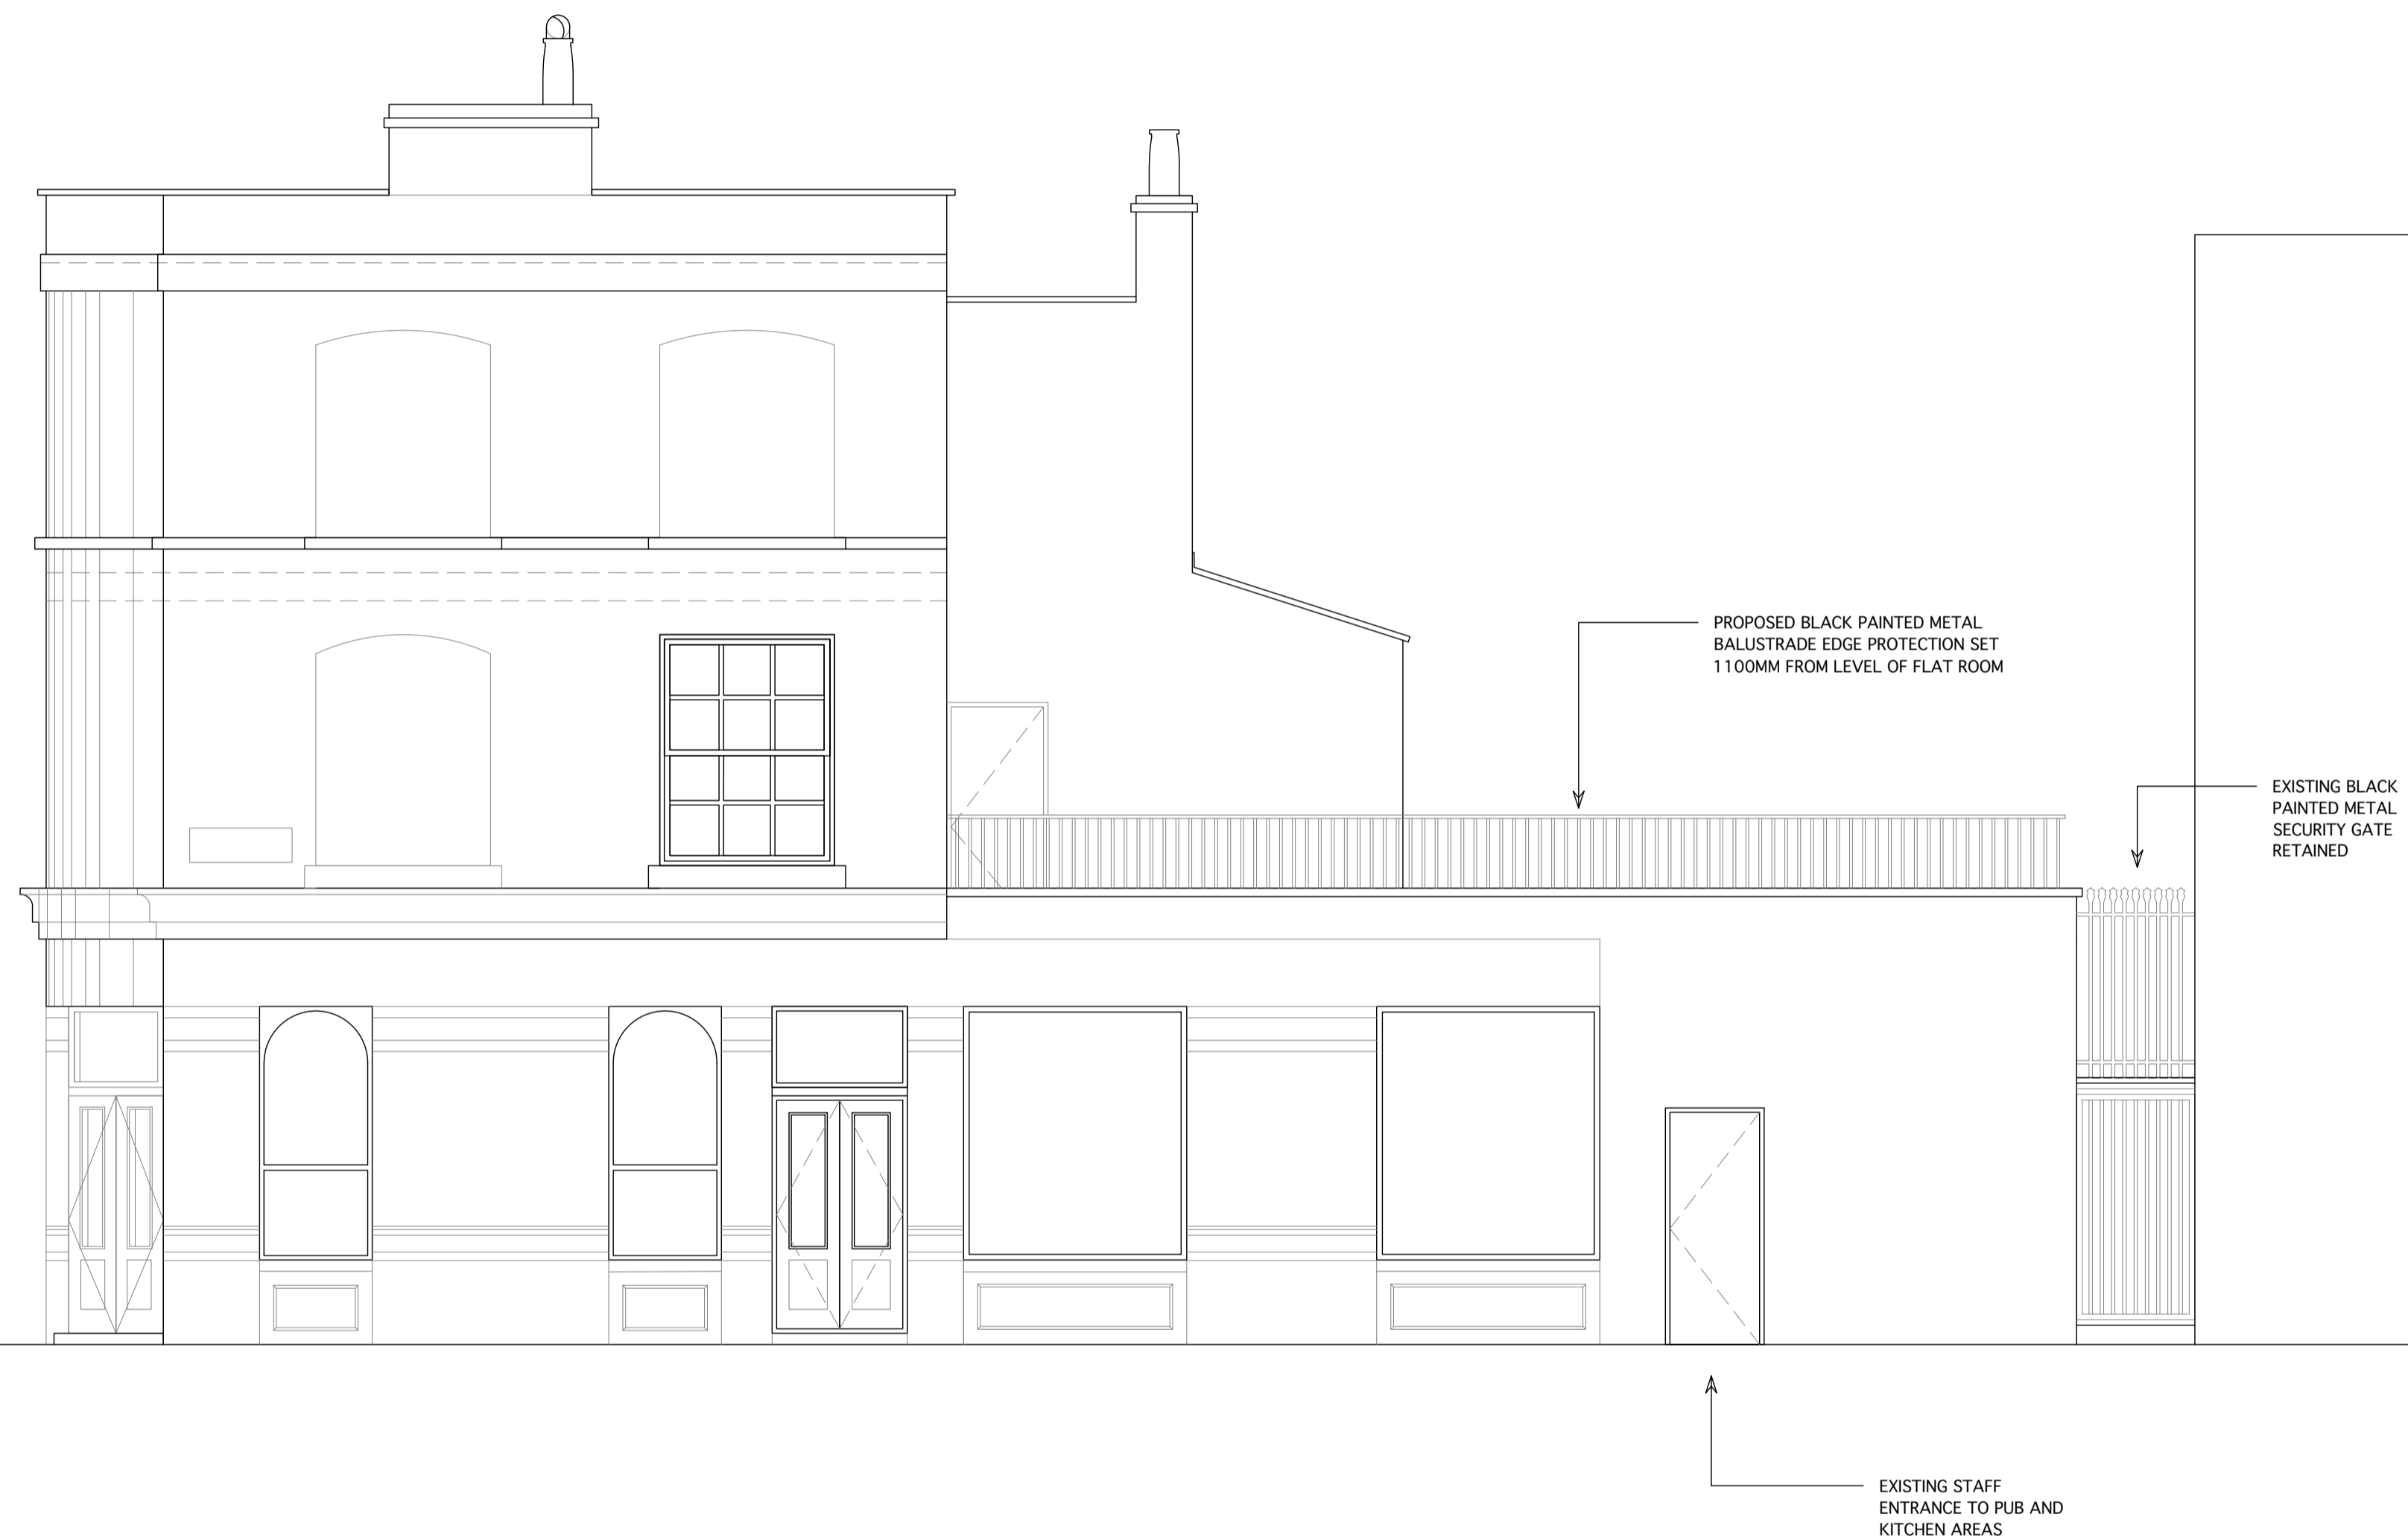 PROPOSED BLACK PAINTED METAL
BALUSTRADE EDGE PROTECTION SET
1100MM FROM LEVEL OF FLAT ROOM
EXISTING BLACK
PAINTED METAL
SECURITY GATE
RETAINED
EXISTING STAFF
ENTRANCE TO PUB AND
KITCHEN AREAS